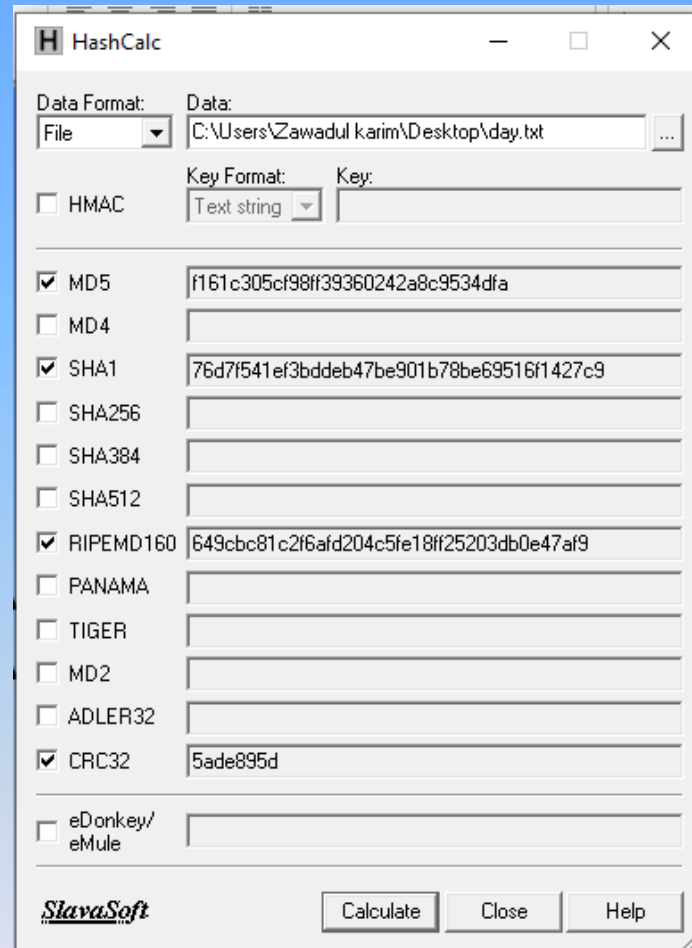 H HashCalc
Data Format: Data:
File C:\Users\Zawadul karim\Desktop\day.txt ...
Key Format: Key:
HMAC Text string
MD5 f161c305cf98ff39360242a8c9534dfa
MD4
SHA1 76d7f541ef3bddeb47be901b78be69516f1427c9
SHA256
SHA384
SHA512
RIPEMD160 649cbc81c2f6afd204c5fe18ff25203db0e47af9
PANAMA
TIGER
MD2
ADLER32
CRC32 5ade895d
eDonkey/
eMule
SlavaSoft Calculate Close Help